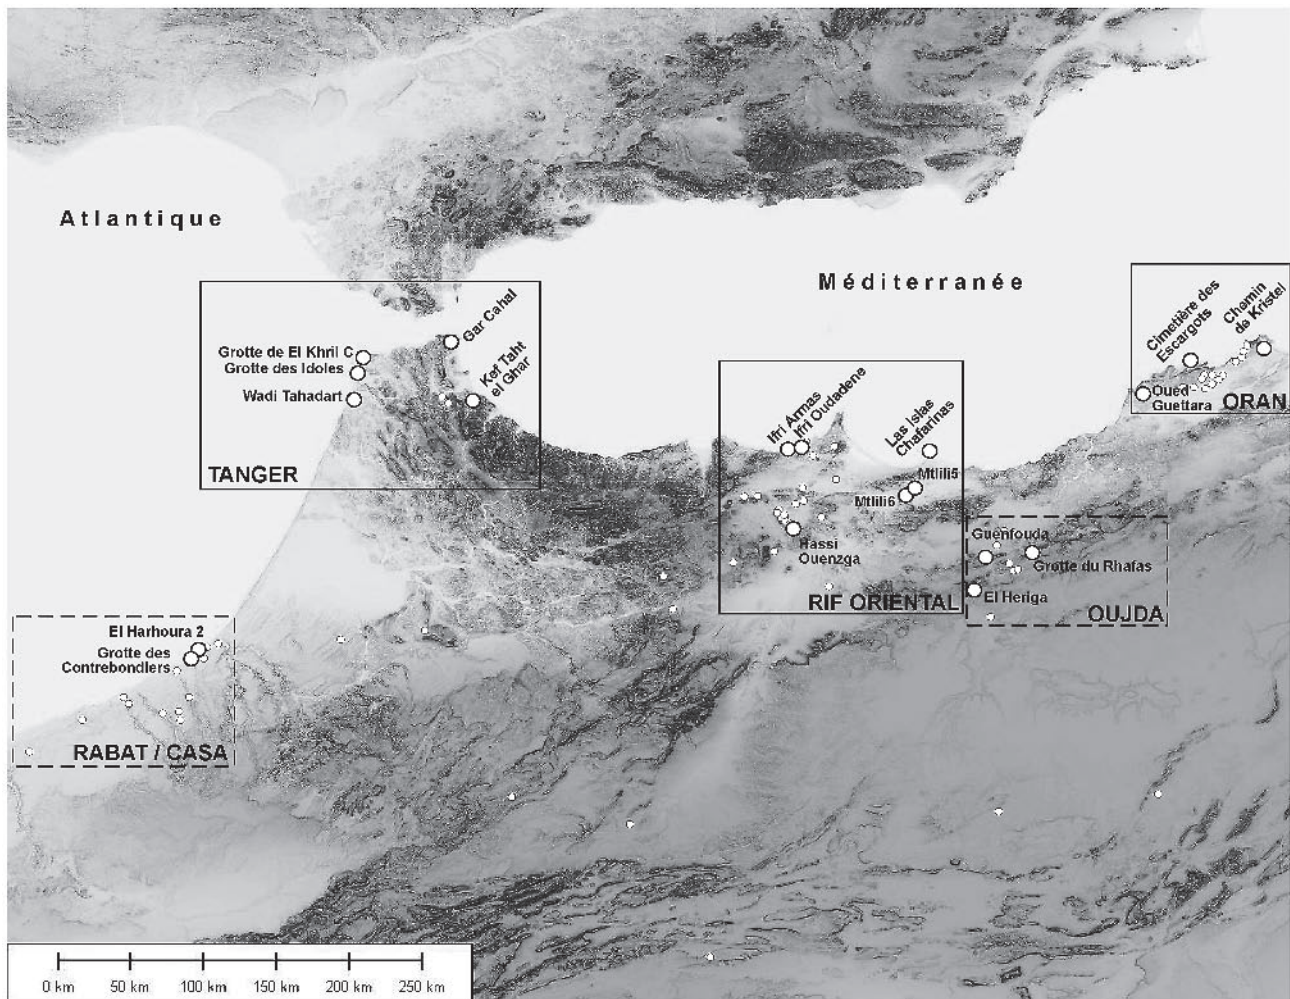 Atlantique
Méditerranée
Gar Cahal
Grotte de El Khril C
Grotte des Idoles
Kef Taht
el Ghar
Wadi Tahadart
TANGER
Ifri Armas
Ifri Oudadene
Las Islas
Chafarinas
Mtlili5
Mtlili6
Hassi
Ouenzga
RIF ORIENTAL
Cimetière des
Escargots
Chemin
de Kristel
Oued
Guettara
ORAN
Guenfouda
Grotte du Rhafas
El Heriga
OUJDA
El Harhoura 2
Grotte des
Contrebondiers
RABAT / CASA
0 km 50 km 100 km 150 km 200 km 250 km